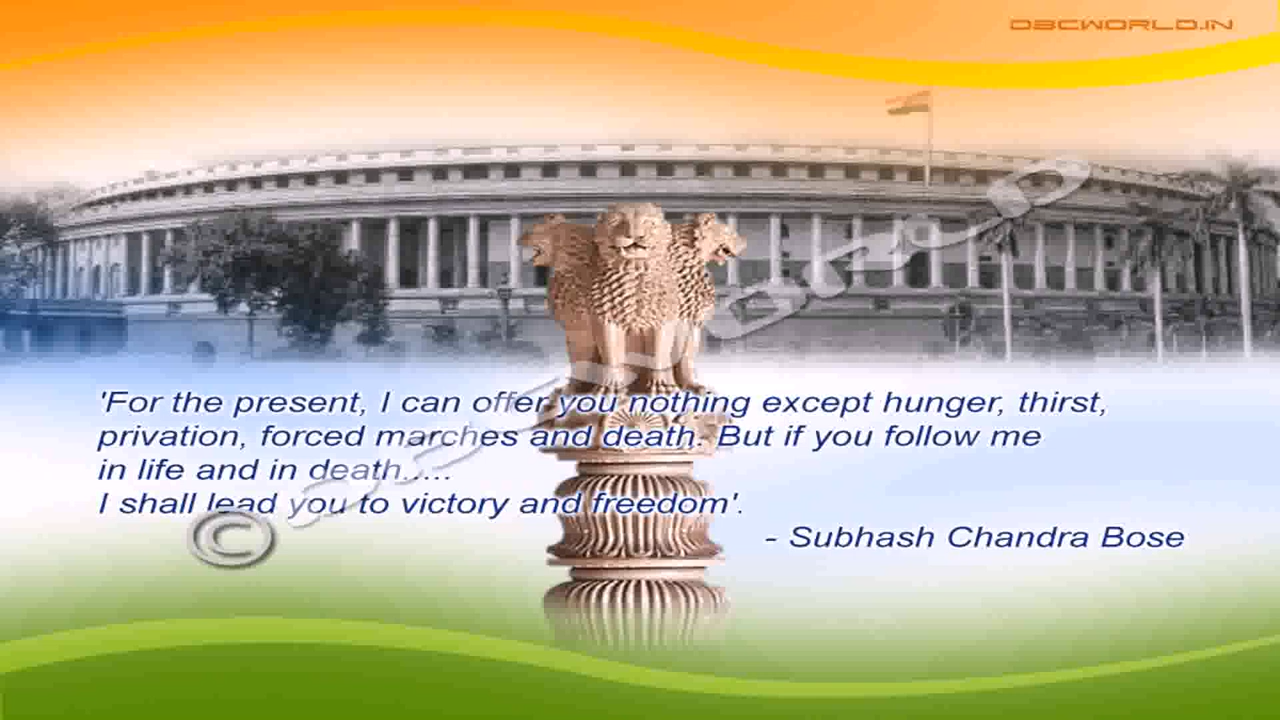 DBCWORLD.IN
'For the present, I can offer you nothing except hunger, thirst,
privation, forced marches and death. But if you follow me
in life and in death.....
I shall lead you to victory and freedom'.
- Subhash Chandra Bose
©